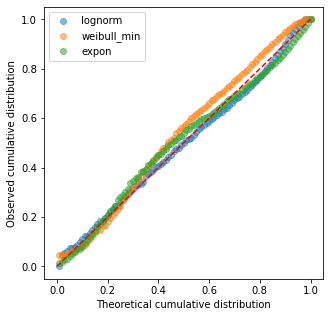 lognorm
weibull_min
expon
Observed cumulative distribution
1.0
0.8
0.6
0.4
0.2
0.0
0.0 0.2 0.4 0.6 0.8 1.0
Theoretical cumulative distribution